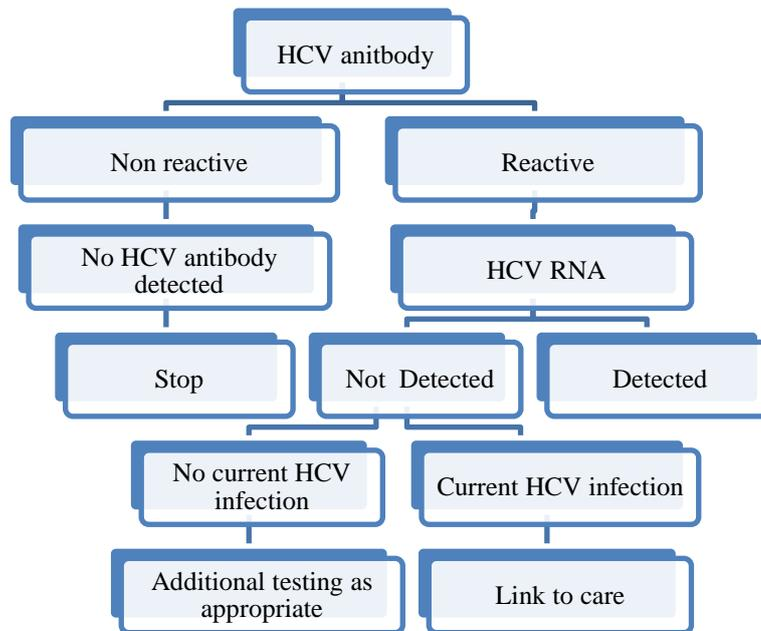 HCV anitbody
Non reactive
Reactive
No HCV antibody
detected
HCV RNA
Stop
Not Detected
Detected
No current HCV
infection
Current HCV infection
Additional testing as
appropriate
Link to care